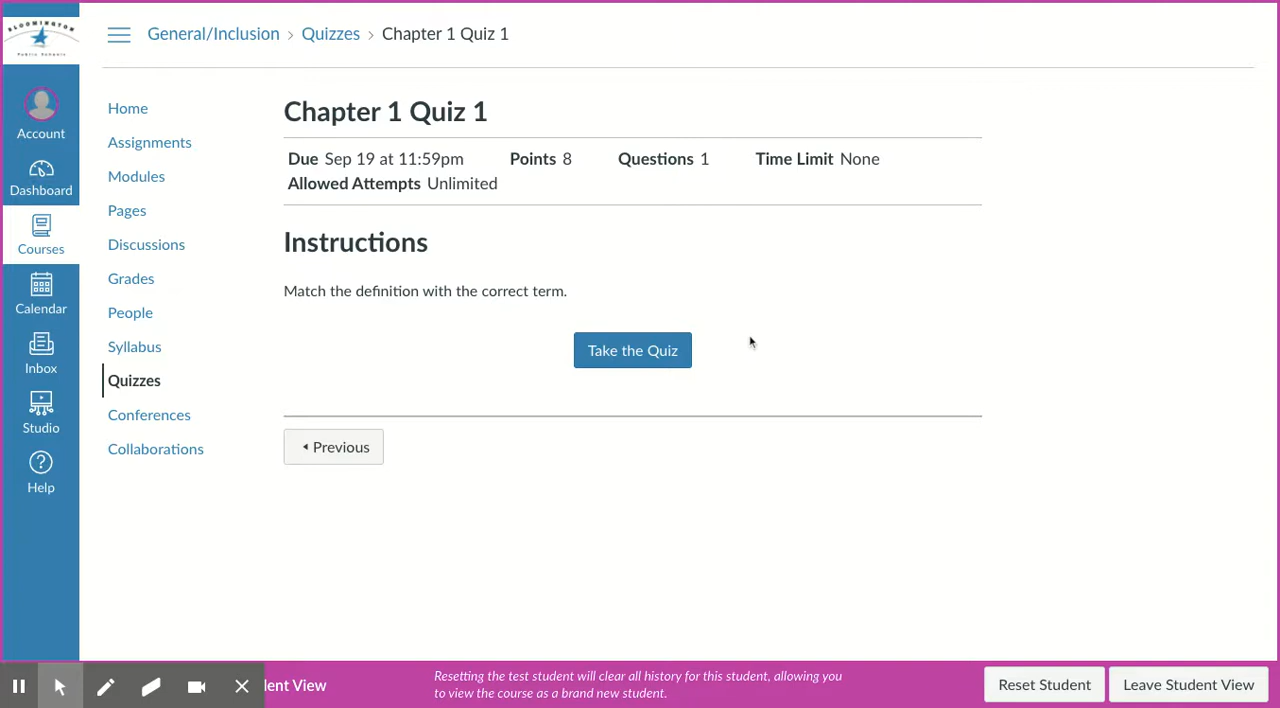 BLOOMINGTON
PUBLIC SCHOOLS
General/Inclusion › Quizzes › Chapter 1 Quiz 1
Account
Dashboard
Courses
Calendar
Inbox
Studio
Help
Home
Assignments
Modules
Pages
Discussions
Grades
People
Syllabus
Quizzes
Conferences
Collaborations
Chapter 1 Quiz 1
Due Sep 19 at 11:59pm Points 8 Questions 1 Time Limit None
Allowed Attempts Unlimited
Instructions
Match the definition with the correct term.
Take the Quiz
Previous
lent View
Resetting the test student will clear all history for this student, allowing you
to view the course as a brand new student.
Reset Student
Leave Student View